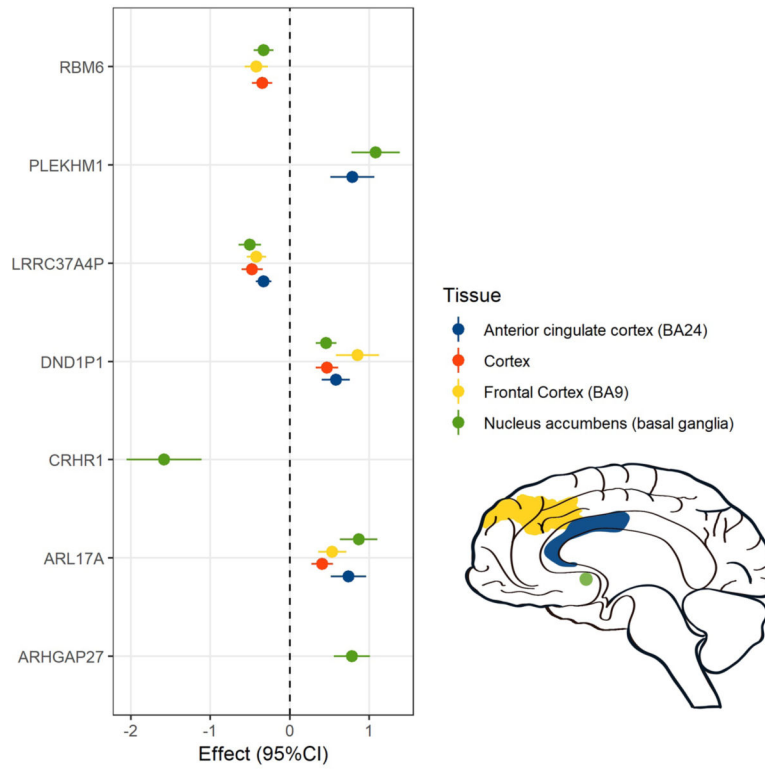 RBM6
PLEKHM1
LRRC37A4P
DND1P1
CRHR1
ARL17A
ARHGAP27
-2 -1 0 1
Effect (95%CI)
Tissue
Anterior cingulate cortex (BA24)
Cortex
Frontal Cortex (BA9)
Nucleus accumbens (basal ganglia)